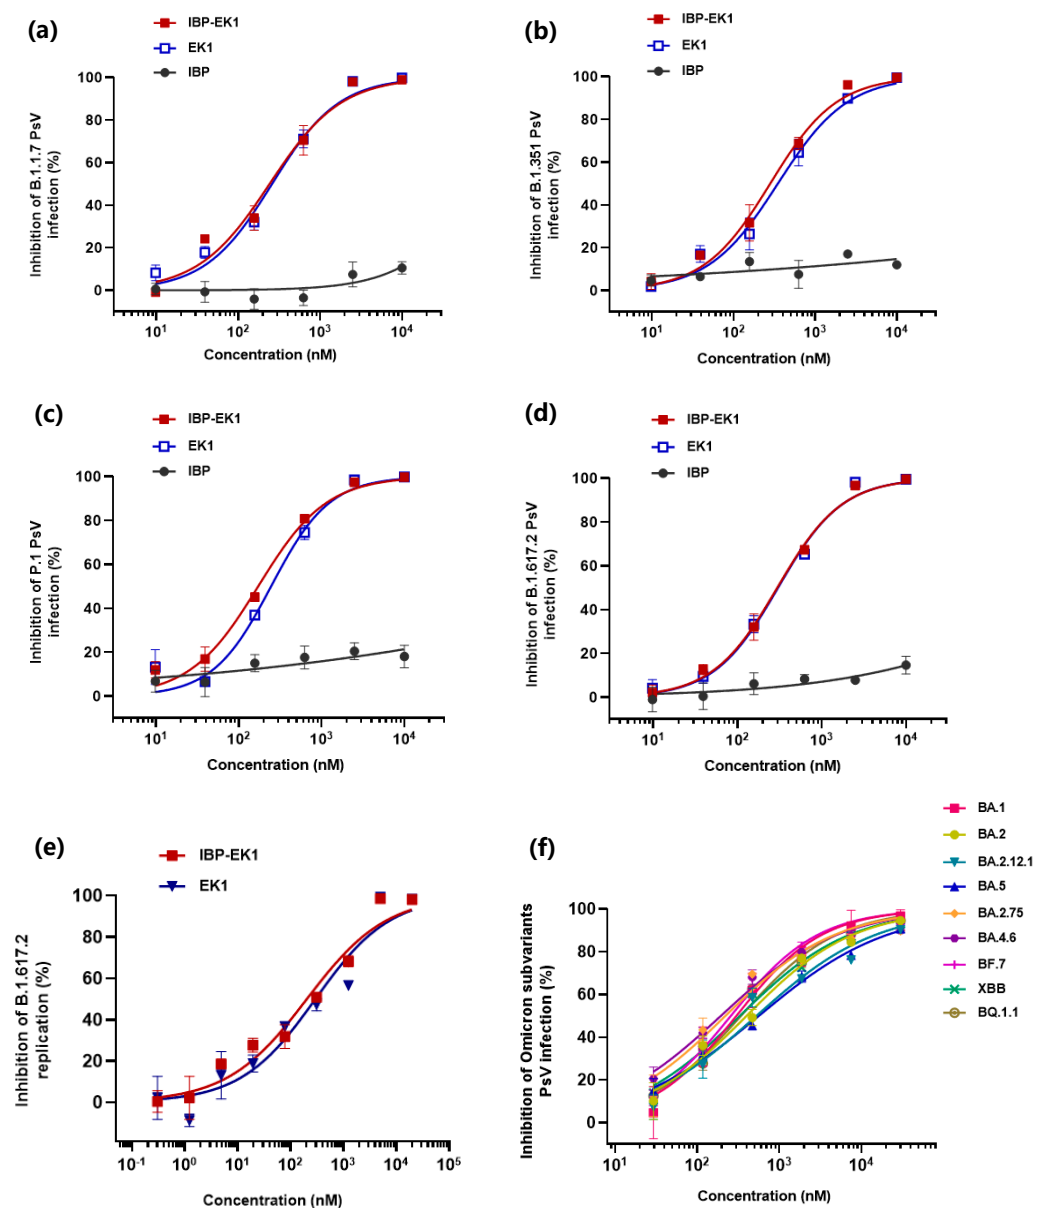 (a)
IBP-EK1
EK1
IBP
Inhibition of B.1.1.7 PsV
infection (%)
100
80
60
40
20
0
10¹ 10² 10³ 10⁴
Concentration (nM)
(b)
IBP-EK1
EK1
IBP
Inhibition of B.1.351 PsV
infection (%)
100
80
60
40
20
0
10¹ 10² 10³ 10⁴
Concentration (nM)
(c)
IBP-EK1
EK1
IBP
Inhibition of P.1 PsV
infection (%)
100
80
60
40
20
0
10¹ 10² 10³ 10⁴
Concentration (nM)
(d)
IBP-EK1
EK1
IBP
Inhibition of B.1.617.2 PsV
infection (%)
100
80
60
40
20
0
10¹ 10² 10³ 10⁴
Concentration (nM)
(e)
IBP-EK1
EK1
Inhibition of B.1.617.2
replication (%)
100
80
60
40
20
0
10⁻¹ 10⁰ 10¹ 10² 10³ 10⁴ 10⁵
Concentration (nM)
(f)
BA.1
BA.2
BA.2.12.1
BA.5
BA.2.75
BA.4.6
BF.7
XBB
BQ.1.1
Inhibition of Omicron subvariants
PsV infection (%)
100
80
60
40
20
0
10¹ 10² 10³ 10⁴
Concentration (nM)